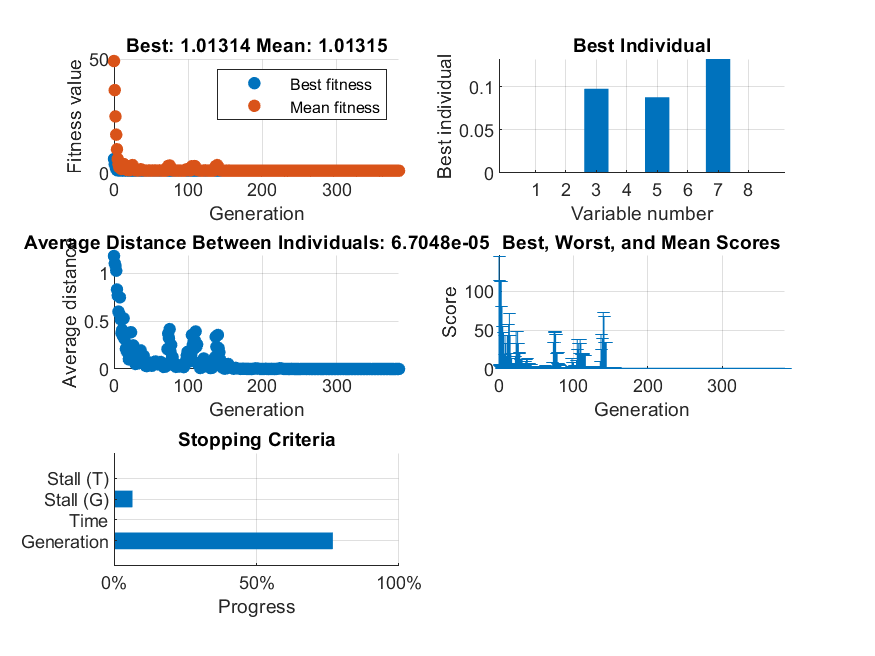 Best: 1.01314 Mean: 1.01315
Fitness value
50
0
Best fitness
Mean fitness
0 100 200 300
Generation
Best Individual
Best individual
0.1
0.05
0
1 2 3 4 5 6 7 8
Variable number
Average Distance Between Individuals: 6.7048e-05
Average distance
1
0.5
0
0 100 200 300
Generation
Best, Worst, and Mean Scores
Score
100
50
0
0 100 200 300
Generation
Stopping Criteria
Stall (T)
Stall (G)
Time
Generation
0% 50% 100%
Progress